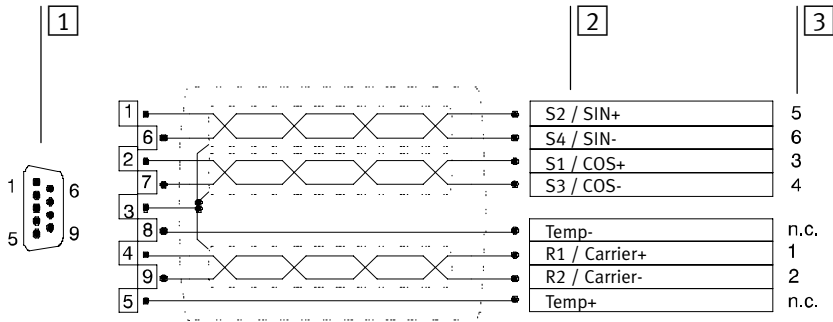 1 2 3
1 S2 / SIN+ 5
6 S4 / SIN- 6
2 S1 / COS+ 3
7 S3 / COS- 4
1 6
3
8 Temp- n.c.
5 9
4 R1 / Carrier+ 1
9 R2 / Carrier- 2
5 Temp+ n.c.